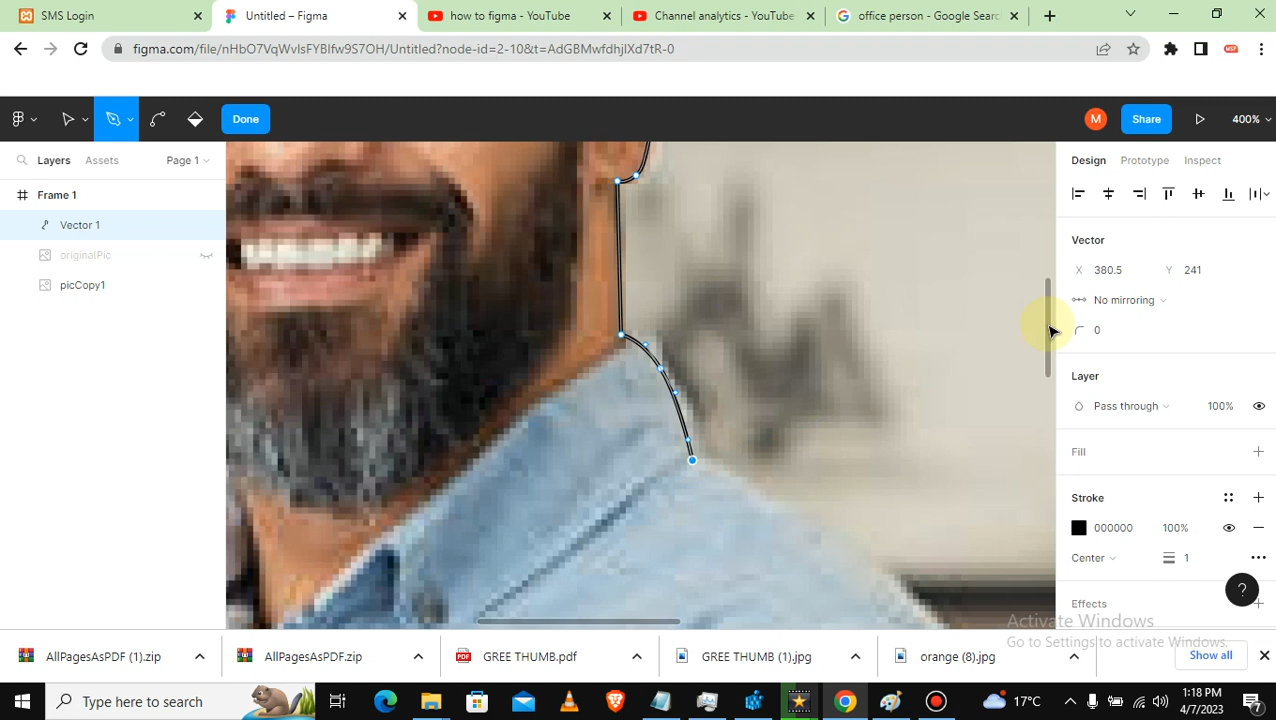 SMS Login
Untitled – Figma
how to figma - YouTube
Channel analytics - YouTube
office person - Google Searc
figma.com/file/nHbO7VqWvlsFYBlfw9S7OH/Untitled?node-id=2-10&t=AdGBMwfdhjlXd7tR-0
Done
M
Share
400%
Layers
Assets
Page 1
Design
Prototype
Inspect
Frame 1
Vector 1
originalPic
picCopy1
Vector
X 380.5
Y 241
No mirroring
0
Layer
Pass through
100%
Fill
Stroke
000000
100%
Center
1
Effects
?
Activate Windows
Go to Settings to activate Windows.
AllPagesAsPDF (1).zip
AllPagesAsPDF.zip
GREE THUMB.pdf
GREE THUMB (1).jpg
orange (8).jpg
Show all
Type here to search
17°C
1:18 PM
4/7/2023
7